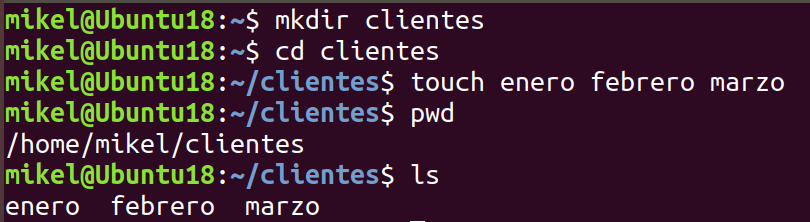 mikel@Ubuntu18:~$ mkdir clientes
mikel@Ubuntu18:~$ cd clientes
mikel@Ubuntu18:~/clientes$ touch enero febrero marzo
mikel@Ubuntu18:~/clientes$ pwd
/home/mikel/clientes
mikel@Ubuntu18:~/clientes$ ls
enero  febrero  marzo